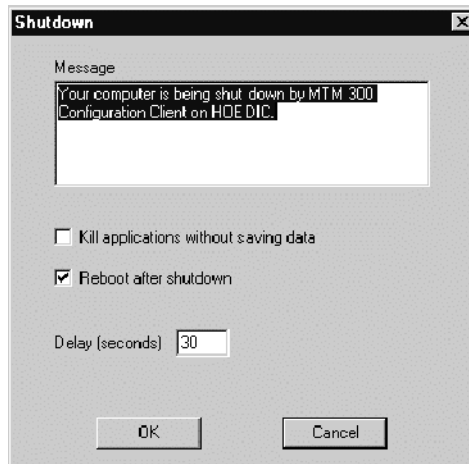 Shutdown
Message
Your computer is being shut down by MTM 300
Configuration Client on HOE DIC.
Kill applications without saving data
Reboot after shutdown
Delay (seconds) 30
OK Cancel